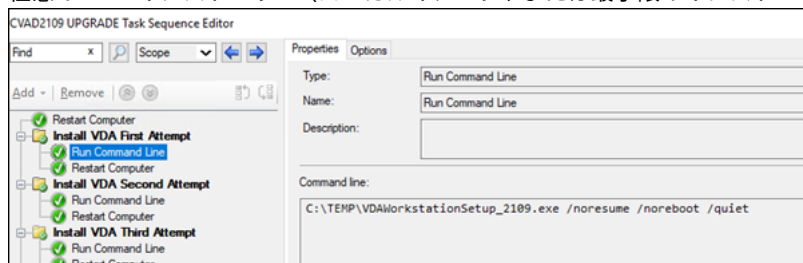 CVAD2109 UPGRADE Task Sequence Editor
Find x Scope
Properties Options
Add Remove
Type: Run Command Line
Name: Run Command Line
Description:
Restart Computer
Install VDA First Attempt
Run Command Line
Restart Computer
Install VDA Second Attempt
Run Command Line
Restart Computer
Install VDA Third Attempt
Run Command Line
Command line:
C:\TEMP\VDAWorkstationSetup_2109.exe /noresume /noreboot /quiet